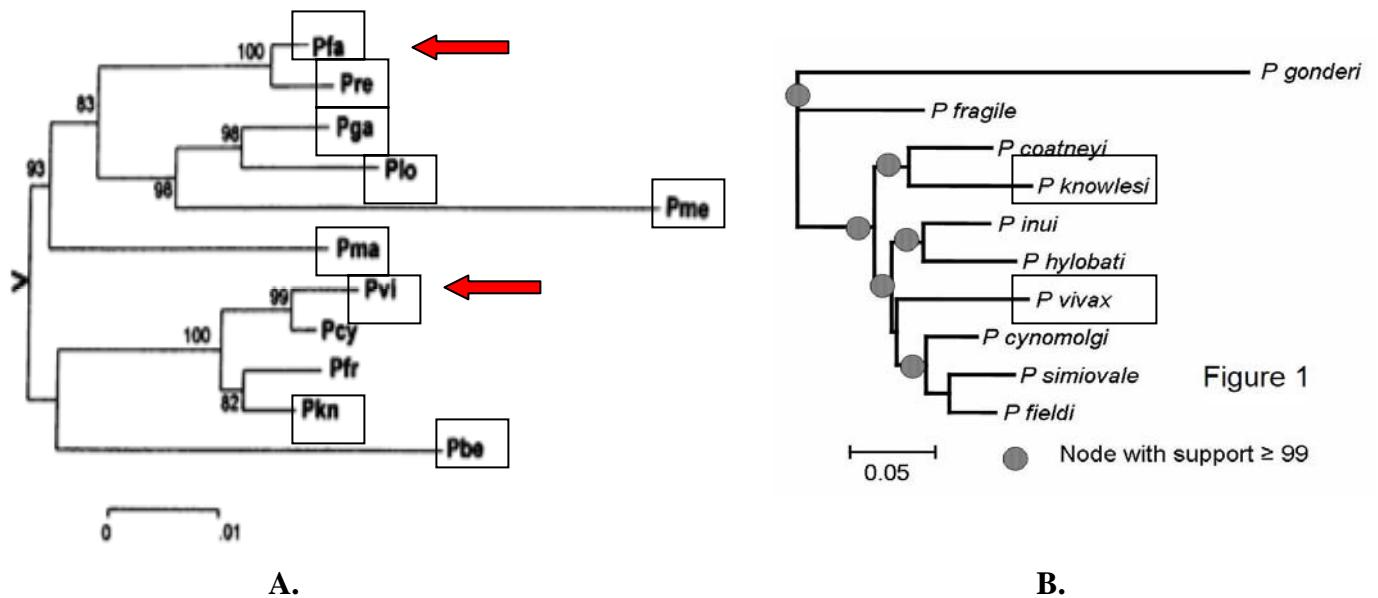 Pfa
100
Pre
83
Pga
98
Plo
93
98
Pme
Pma
Pvi
99
Pcy
100
Pfr
82
Pkn
Pbe
0 .01
A.
P gonderi
P fragile
P coatneyi
P knowlesi
P inui
P hylobati
P vivax
P cynomolgi
P simiovale
P fieldi
Figure 1
0.05
Node with support ≥ 99
B.